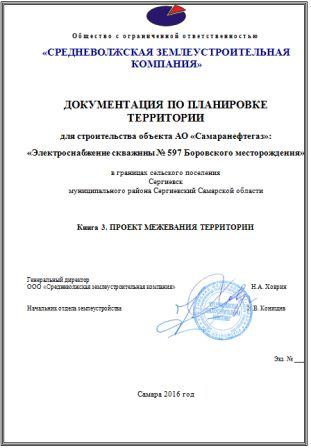 Общество с ограниченной ответственностью
«СРЕДНЕВОЛЖСКАЯ ЗЕМЛЕУСТРОИТЕЛЬНАЯ
КОМПАНИЯ»
ДОКУМЕНТАЦИЯ ПО ПЛАНИРОВКЕ
ТЕРРИТОРИИ
для строительства объекта АО «Самаранефтегаз»:
«Электроснабжение скважины № 597 Боровского месторождения»
в границах сельского поселения
Сергиевск
муниципального района Сергиевский Самарской области
Книга 3. ПРОЕКТ МЕЖЕВАНИЯ ТЕРРИТОРИИ
Генеральный директор
ООО «Средневолжская землеустроительная компания» Н.А. Ховрин
Начальник отдела землеустройства В. Конищев
Экз. № ___
Самара 2016 год